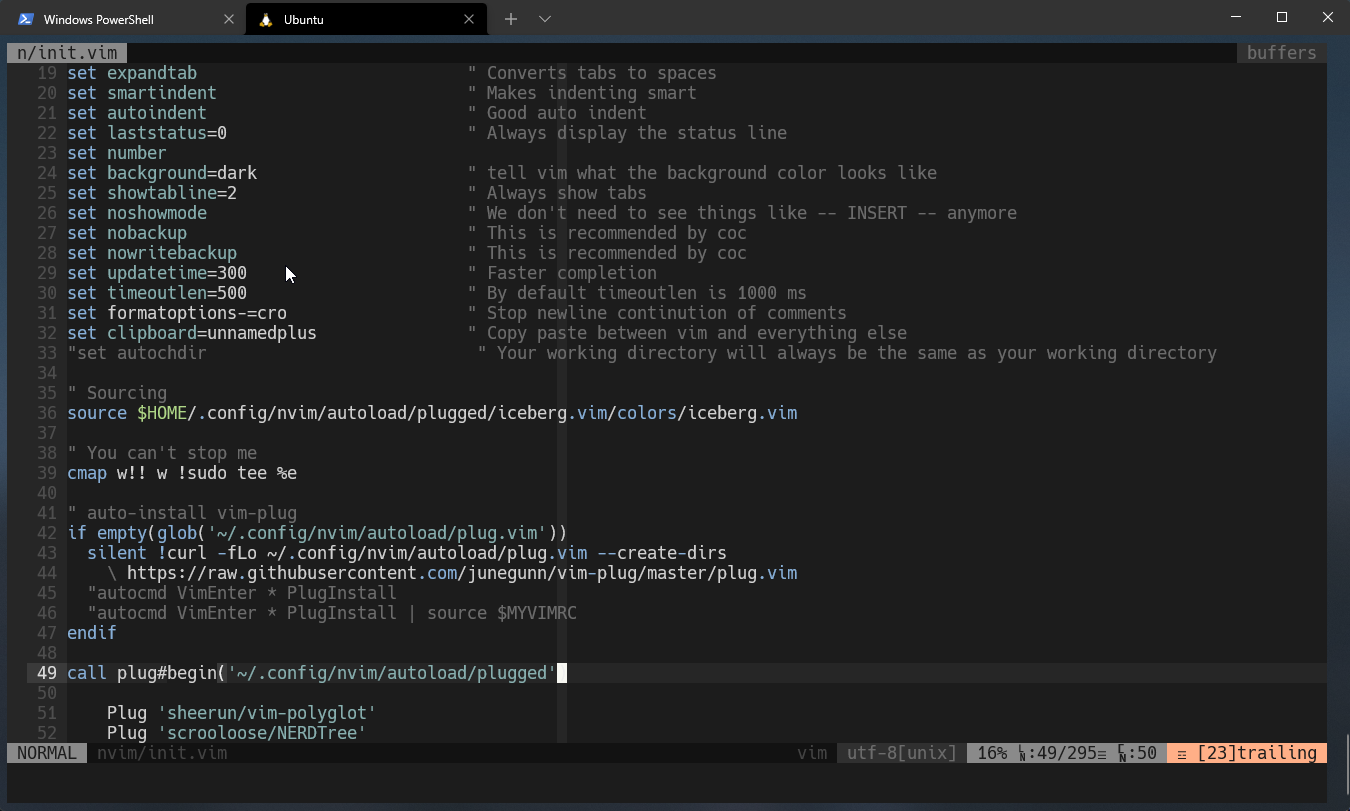 Windows PowerShell
Ubuntu
n/init.vim buffers
19 set expandtab " Converts tabs to spaces
20 set smartindent " Makes indenting smart
21 set autoindent " Good auto indent
22 set laststatus=0 " Always display the status line
23 set number
24 set background=dark " tell vim what the background color looks like
25 set showtabline=2 " Always show tabs
26 set noshowmode " We don't need to see things like -- INSERT -- anymore
27 set nobackup " This is recommended by coc
28 set nowritebackup " This is recommended by coc
29 set updatetime=300 " Faster completion
30 set timeoutlen=500 " By default timeoutlen is 1000 ms
31 set formatoptions-=cro " Stop newline continution of comments
32 set clipboard=unnamedplus " Copy paste between vim and everything else
33 "set autochdir " Your working directory will always be the same as your working directory
34
35 " Sourcing
36 source $HOME/.config/nvim/autoload/plugged/iceberg.vim/colors/iceberg.vim
37
38 " You can't stop me
39 cmap w!! w !sudo tee %e
40
41 " auto-install vim-plug
42 if empty(glob('~/.config/nvim/autoload/plug.vim'))
43 silent !curl -fLo ~/.config/nvim/autoload/plug.vim --create-dirs
44 \ https://raw.githubusercontent.com/junegunn/vim-plug/master/plug.vim
45 "autocmd VimEnter * PlugInstall
46 "autocmd VimEnter * PlugInstall | source $MYVIMRC
47 endif
48
49 call plug#begin('~/.config/nvim/autoload/plugged'
50
51 Plug 'sheerun/vim-polyglot'
52 Plug 'scrooloose/NERDTree'
NORMAL nvim/init.vim vim utf-8[unix] 16% :49/295≡ :50 ☲ [23]trailing